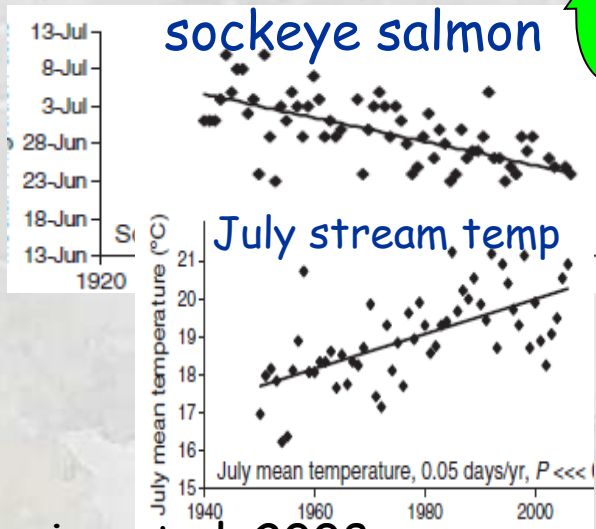 sockeye salmon
13-Jul
8-Jul
3-Jul
28-Jun
23-Jun
18-Jun
13-Jun
1920
July stream temp
July mean temperature (°C)
21
20
19
18
17
16
15
July mean temperature, 0.05 days/yr, P <<<
1940 1960 1980 2000